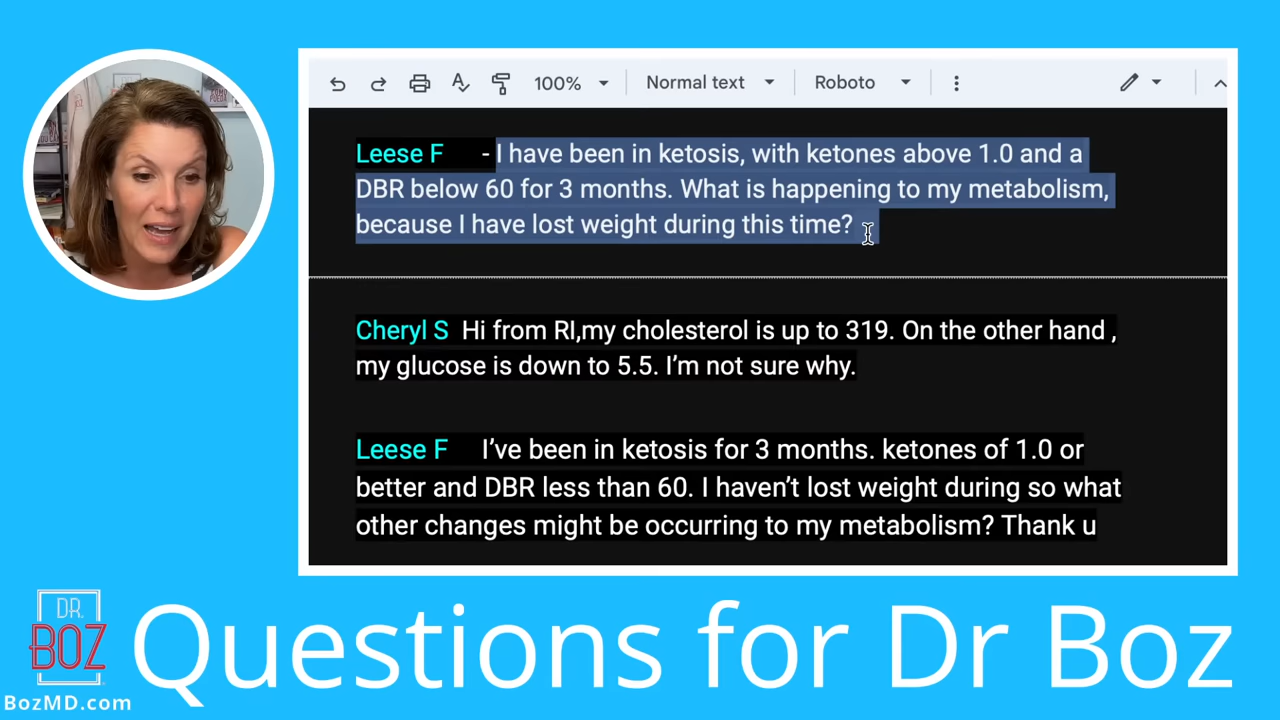 100% Normal text Roboto
Leese F - I have been in ketosis, with ketones above 1.0 and a
DBR below 60 for 3 months. What is happening to my metabolism,
because I have lost weight during this time?
Cheryl S Hi from RI,my cholesterol is up to 319. On the other hand ,
my glucose is down to 5.5. I’m not sure why.
Leese F I’ve been in ketosis for 3 months. ketones of 1.0 or
better and DBR less than 60. I haven’t lost weight during so what
other changes might be occurring to my metabolism? Thank u
DR.
BOZ
Questions for Dr Boz
BozMD.com